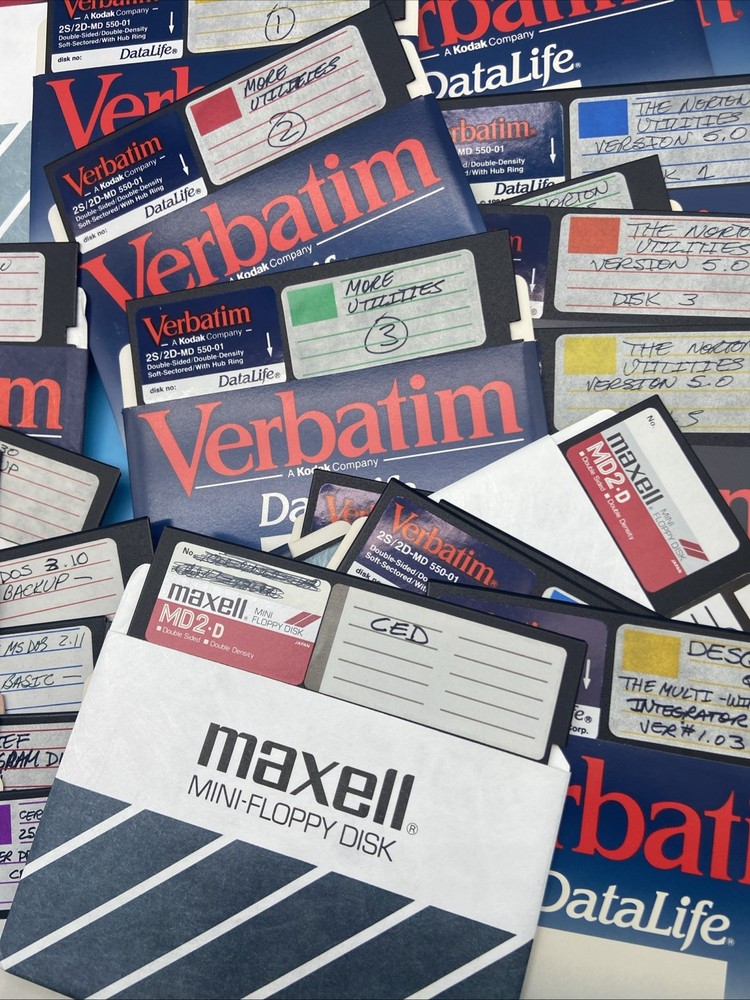 Verbatim
— A Kodak Company —
2S/2D-MD 550-01
Double-Sided/Double-Density
Soft-Sectored/With Hub Ring
disk no:
DataLife®
1
Verbatim
A Kodak Company
DataLife®
MORE
UTILITIES
2
Verbatim
— A Kodak Company —
2S/2D-MD 550-01
Double-Sided/Double-Density
Soft-Sectored/With Hub Ring
disk no:
DataLife®
Verbatim
A Kodak Company
THE NORTON
UTILITIES
VERSION 5.0
1
NORTON
THE NORTON
UTILITIES
VERSION 5.0
DISK 3
THE NORTON
UTILITIES
VERSION 5.0
5
MORE
UTILITIES
3
Verbatim
— A Kodak Company —
2S/2D-MD 550-01
Double-Sided/Double-Density
Soft-Sectored/With Hub Ring
disk no:
DataLife®
Verbatim
A Kodak Company
No.
maxell®
MINI
FLOPPY DISK
MD2-D
■ Double Sided ■ Double Density
JAPAN
Verbatim
2S/2D-MD 550-01
DOS 3.10
BACKUP —
MS DOS 2.11
BASIC —
No.
maxell®
MINI
FLOPPY DISK
MD2-D
■ Double Sided ■ Double Density
JAPAN
CED
THE MULTI-WI
INTEGRATOR
VER# 1.03
maxell®
MINI-FLOPPY DISK
DataLife®